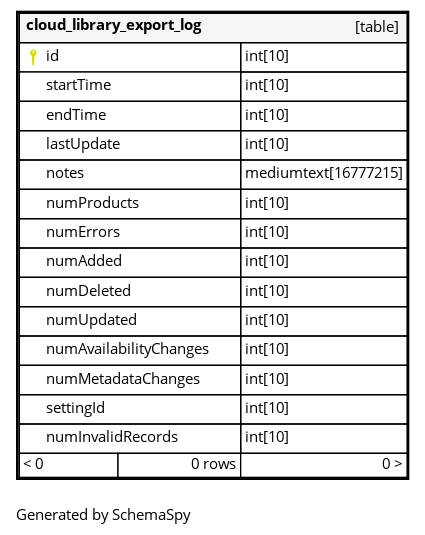 cloud_library_export_log [table]
id int[10]
startTime int[10]
endTime int[10]
lastUpdate int[10]
notes mediumtext[16777215]
numProducts int[10]
numErrors int[10]
numAdded int[10]
numDeleted int[10]
numUpdated int[10]
numAvailabilityChanges int[10]
numMetadataChanges int[10]
settingId int[10]
numInvalidRecords int[10]
< 0 0 rows 0 >
Generated by SchemaSpy